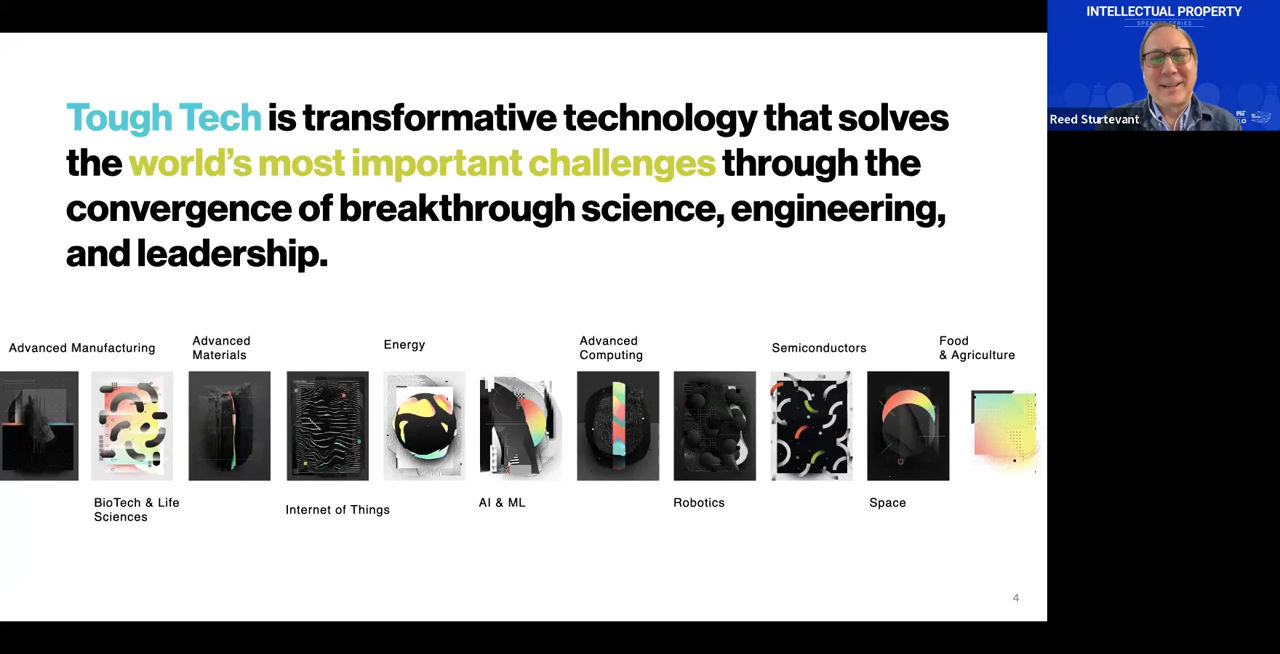 Tough Tech is transformative technology that solves
the world's most important challenges through the
convergence of breakthrough science, engineering,
and leadership.
Advanced Manufacturing
Advanced
Materials
Energy
Advanced
Computing
Semiconductors
Food
& Agriculture
BioTech & Life
Sciences
Internet of Things
AI & ML
Robotics
Space
4
INTELLECTUAL PROPERTY
Reed Sturtevant